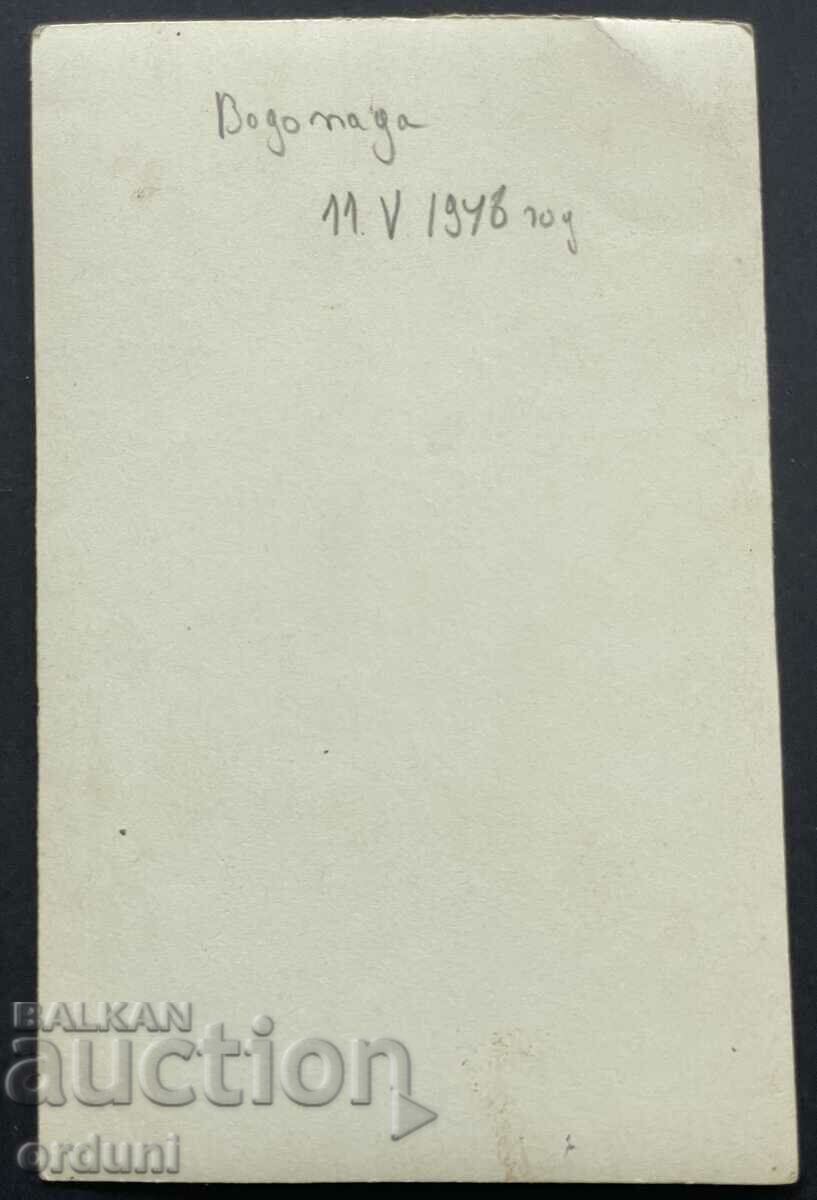 Водопада
11. V. 1948 год
BALKAN
auction
orduni